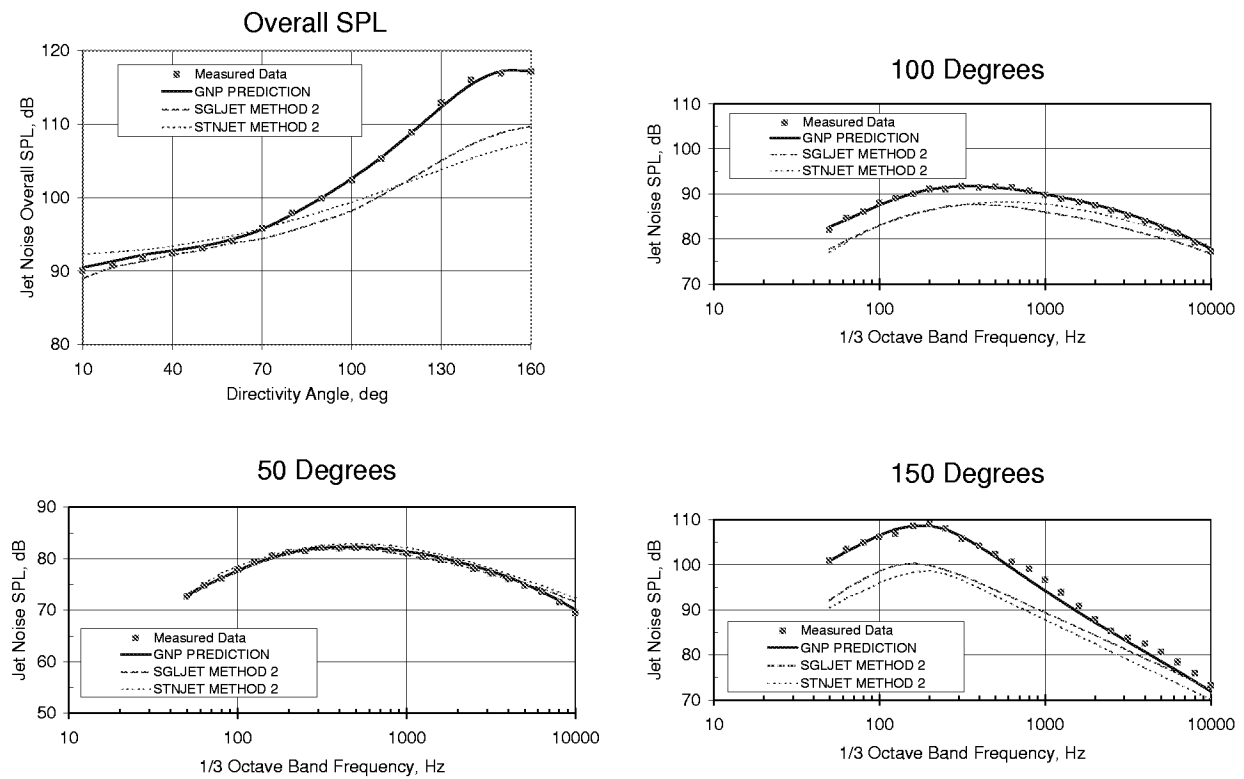 Overall SPL
120
110
100
90
80
Jet Noise Overall SPL, dB
Measured Data
GNP PREDICTION
SGLJET METHOD 2
STNJET METHOD 2
10 40 70 100 130 160
Directivity Angle, deg
100 Degrees
110
100
90
80
70
Jet Noise SPL, dB
Measured Data
GNP PREDICTION
SGLJET METHOD 2
STNJET METHOD 2
10 100 1000 10000
1/3 Octave Band Frequency, Hz
50 Degrees
90
80
70
60
50
Jet Noise SPL, dB
Measured Data
GNP PREDICTION
SGLJET METHOD 2
STNJET METHOD 2
10 100 1000 10000
1/3 Octave Band Frequency, Hz
150 Degrees
110
100
90
80
70
Jet Noise SPL, dB
Measured Data
GNP PREDICTION
SGLJET METHOD 2
STNJET METHOD 2
10 100 1000 10000
1/3 Octave Band Frequency, Hz